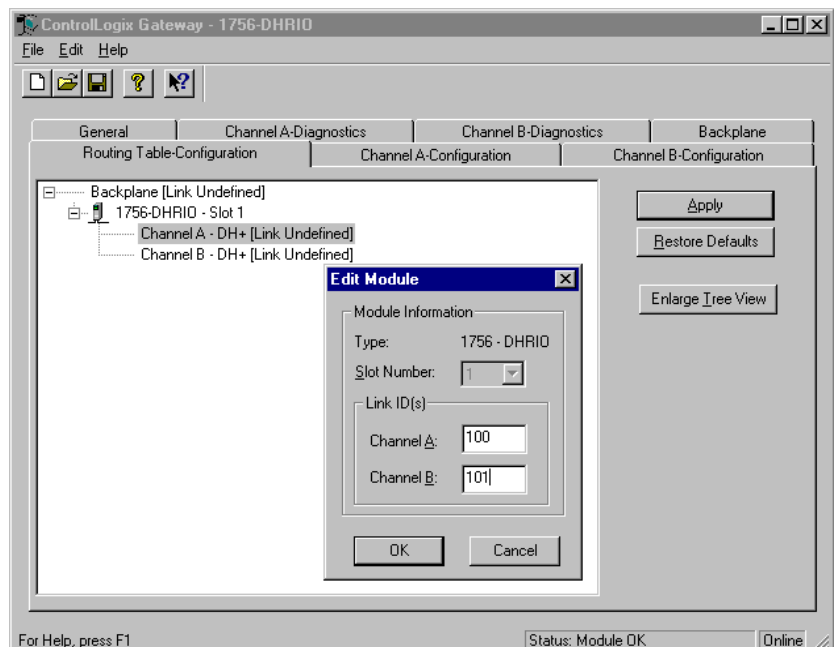 ControlLogix Gateway - 1756-DHRIO
File Edit Help
General Channel A-Diagnostics Channel B-Diagnostics Backplane
Routing Table-Configuration Channel A-Configuration Channel B-Configuration
Backplane [Link Undefined]
1756-DHRIO - Slot 1
Channel A - DH+ [Link Undefined]
Channel B - DH+ [Link Undefined]
Apply
Restore Defaults
Enlarge Tree View
Edit Module
Module Information
Type: 1756 - DHRIO
Slot Number: 1
Link ID(s)
Channel A: 100
Channel B: 101
OK Cancel
For Help, press F1 Status: Module OK Online